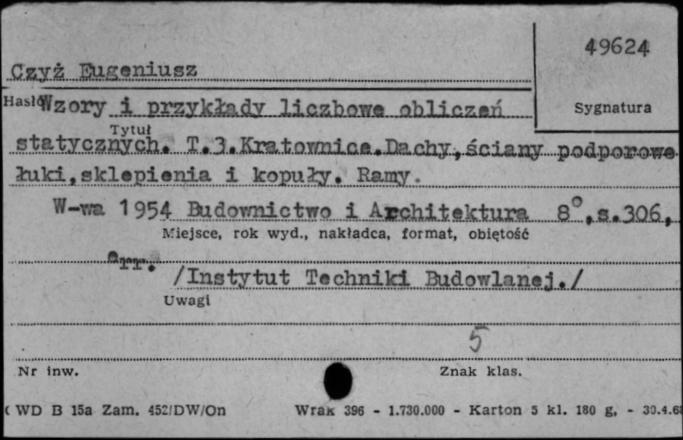 49624
Czyż Eugeniusz
Hasło
Sygnatura
Wzory i przykłady liczbowe obliczeń
Tytuł
statycznych. T.3.Kratownice.Dachy,ściany podporowe
łuki,sklepienia i kopuły. Ramy.
W-wa 1954 Budownictwo i Architektura 8°,s.306,
Miejsce, rok wyd., nakładca, format, objętość
/Instytut Techniki Budowlanej./
Uwagi
5
Nr inw.
Znak klas.
WD B 15a Zam. 452/DW/On Wrak 396 - 1.730.000 - Karton 5 kl. 180 g, - 30.4.68